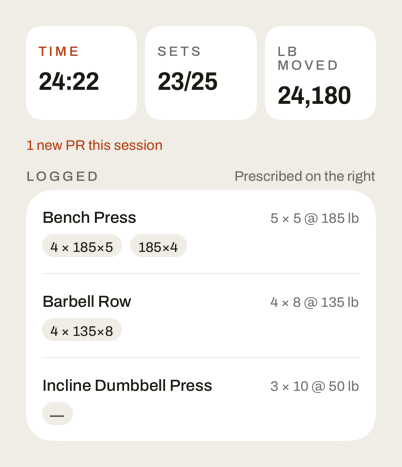 TIME
24:22
SETS
23/25
LB
MOVED
24,180
1 new PR this session
LOGGED
Prescribed on the right
Bench Press
5 × 5 @ 185 lb
4 × 185×5
185×4
Barbell Row
4 × 8 @ 135 lb
4 × 135×8
Incline Dumbbell Press
3 × 10 @ 50 lb
—